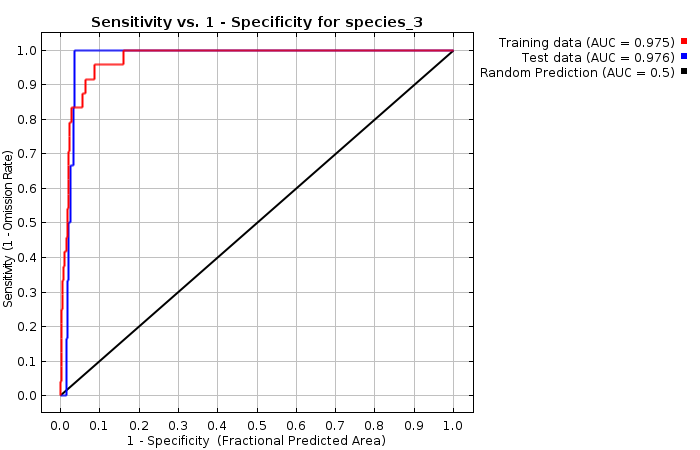 Sensitivity vs. 1 - Specificity for species_3
Training data (AUC = 0.975)
Test data (AUC = 0.976)
Random Prediction (AUC = 0.5)
Sensitivity (1 - Omission Rate)
1.0
0.9
0.8
0.7
0.6
0.5
0.4
0.3
0.2
0.1
0.0
0.0 0.1 0.2 0.3 0.4 0.5 0.6 0.7 0.8 0.9 1.0
1 - Specificity (Fractional Predicted Area)